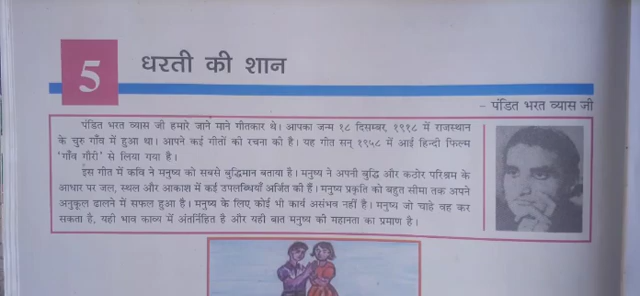 5
धरती की शान
- पंडित भरत व्यास जी
पंडित भरत व्यास जी हमारे जाने माने गीतकार थे। आपका जन्म १८ दिसम्बर, १९१८ में राजस्थान
के चुरु गाँव में हुआ था। आपने कई गीतों की रचना की है। यह गीत सन् १९५८ में आई हिन्दी फिल्म
'गाँव गौरी' से लिया गया है।
इस गीत में कवि ने मनुष्य को सबसे बुद्धिमान बताया है। मनुष्य ने अपनी बुद्धि और कठोर परिश्रम के
आधार पर जल, स्थल और आकाश में कई उपलब्धियाँ अर्जित की हैं। मनुष्य प्रकृति को बहुत सीमा तक अपने
अनुकूल ढालने में सफल हुआ है। मनुष्य के लिए कोई भी कार्य असंभव नहीं है। मनुष्य जो चाहे वह कर
सकता है, यही भाव काव्य में अंतर्निहित है और यही बात मनुष्य की महानता का प्रमाण है।